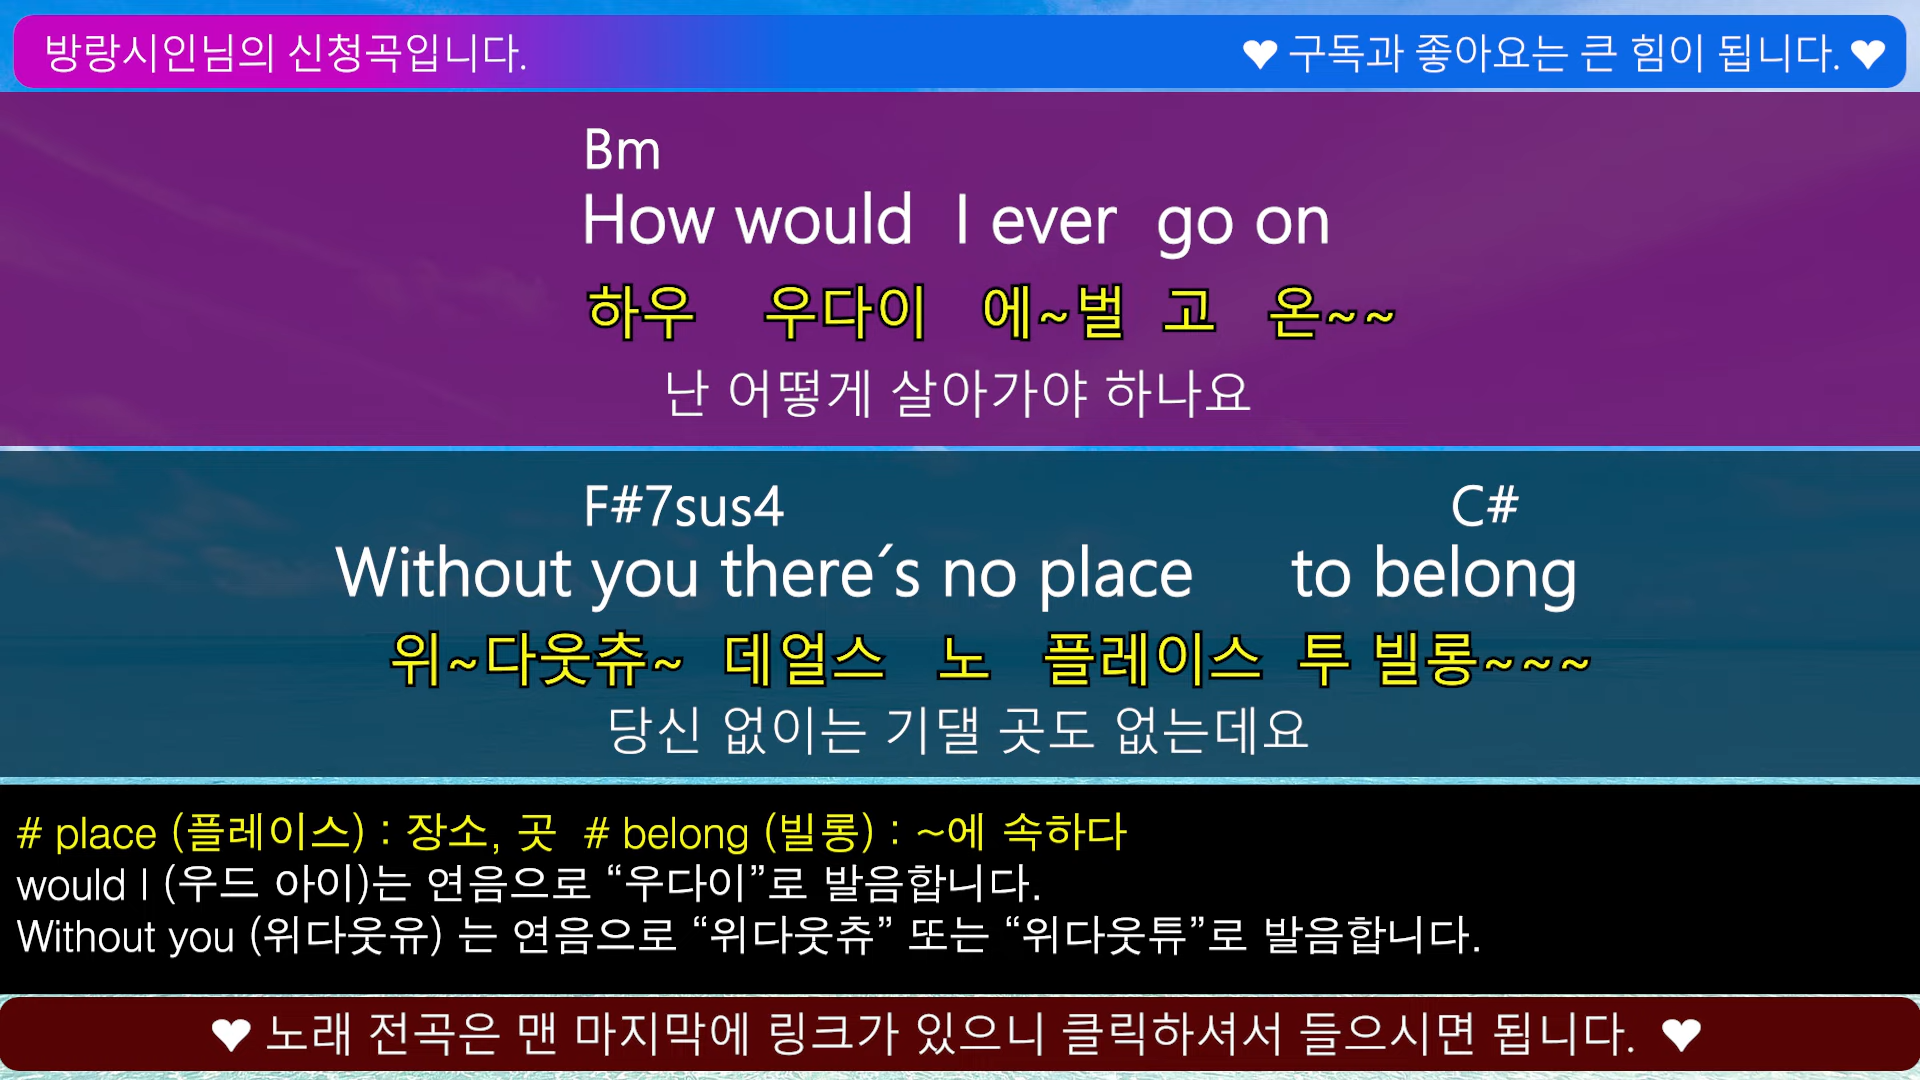 방랑시인님의 신청곡입니다.
♥ 구독과 좋아요는 큰 힘이 됩니다. ♥
Bm
How would I ever go on
하우 우다이 에~벌 고 온~~
난 어떻게 살아가야 하나요
F#7sus4 C#
Without you there´s no place to belong
위~다웃츄~ 데얼스 노 플레이스 투 빌롱~~~
당신 없이는 기댈 곳도 없는데요
# place (플레이스) : 장소, 곳 # belong (빌롱) : ~에 속하다
would I (우드 아이)는 연음으로 “우다이”로 발음합니다.
Without you (위다웃유) 는 연음으로 “위다웃츄” 또는 “위다웃튜”로 발음합니다.
♥ 노래 전곡은 맨 마지막에 링크가 있으니 클릭하셔서 들으시면 됩니다. ♥